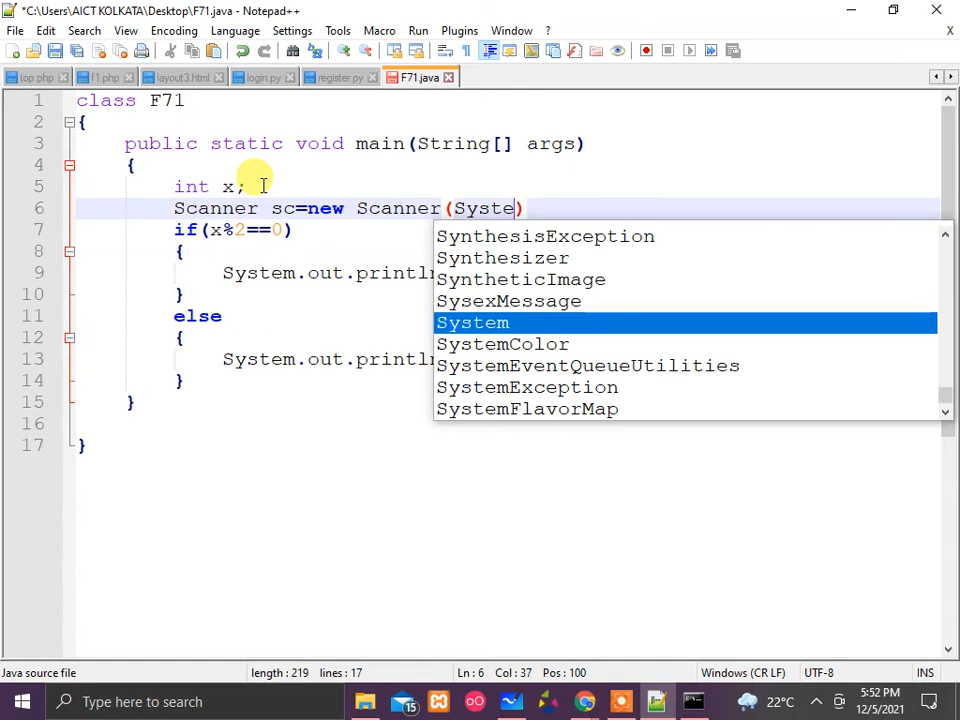 *C:\Users\AICT KOLKATA\Desktop\F71.java - Notepad++
File Edit Search View Encoding Language Settings Tools Macro Run Plugins Window ? X
top.php f1.php layout3.html login.py register.py F71.java
1 class F71
2 {
3 public static void main(String[] args)
4 {
5 int x;
6 Scanner sc=new Scanner(Syste)
7 if(x%2==0)
8 {
9 System.out.println
10 }
11 else
12 {
13 System.out.println
14 }
15 }
16
17 }
SynthesisException
Synthesizer
SyntheticImage
SysexMessage
System
SystemColor
SystemEventQueueUtilities
SystemException
SystemFlavorMap
Java source file length : 219 lines : 17 Ln : 6 Col : 37 Pos : 100 Windows (CR LF) UTF-8 INS
Type here to search 15 22°C 5:52 PM
12/5/2021